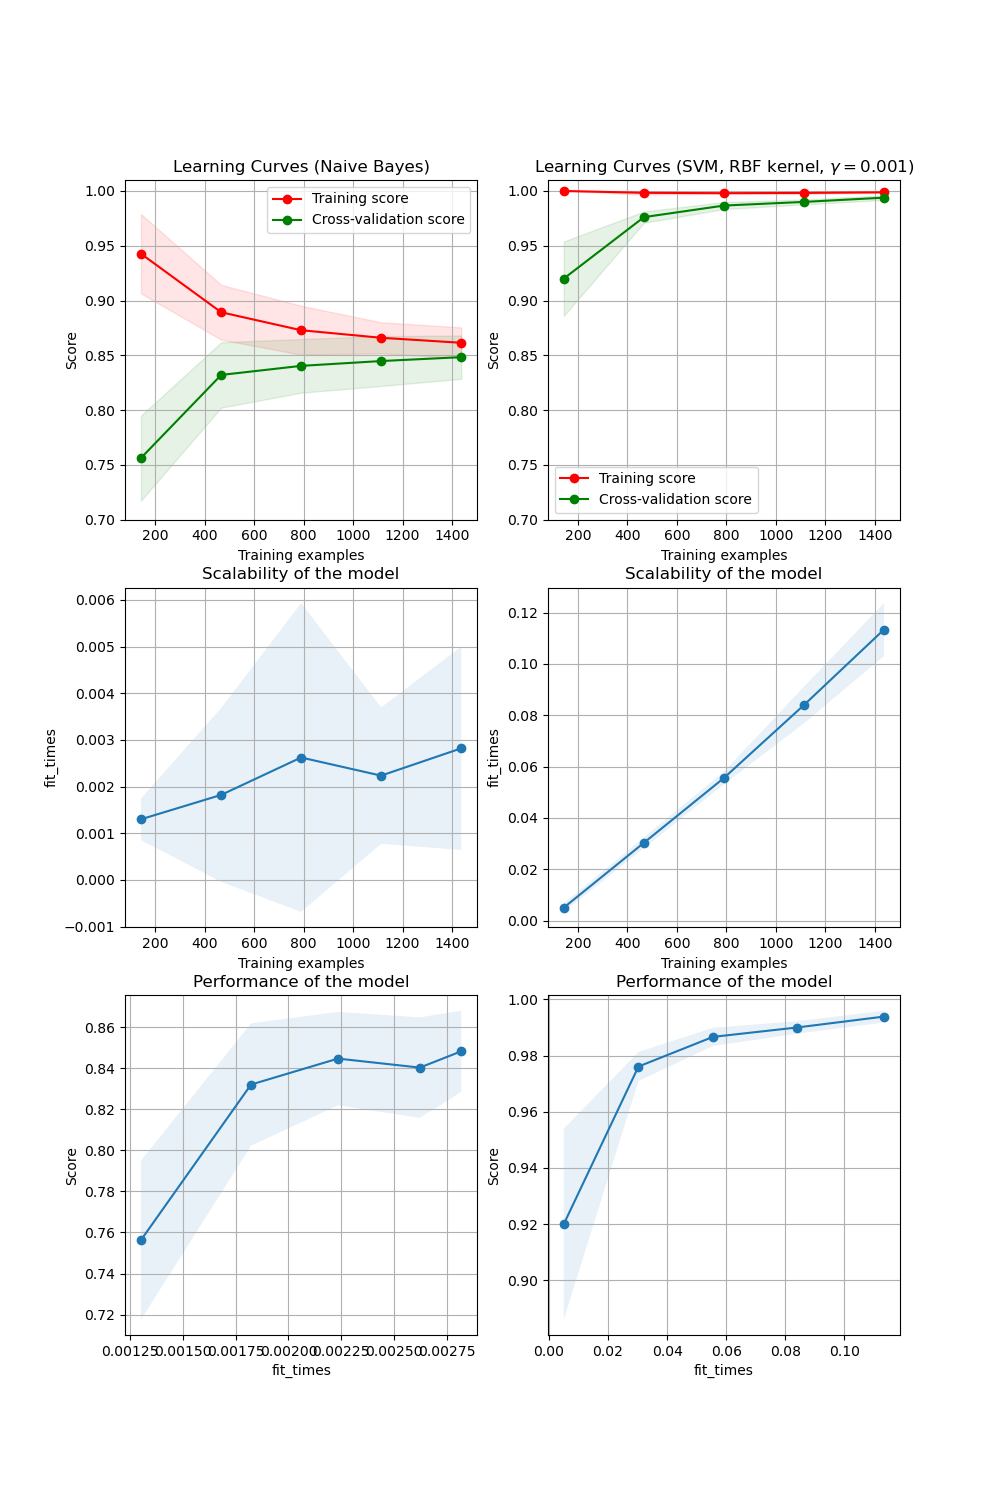 Learning Curves (Naive Bayes)
1.00
0.95
0.90
0.85
0.80
0.75
0.70
Score
Training score
Cross-validation score
200 400 600 800 1000 1200 1400
Training examples
Learning Curves (SVM, RBF kernel, γ = 0.001)
1.00
0.95
0.90
0.85
0.80
0.75
0.70
Score
Training score
Cross-validation score
200 400 600 800 1000 1200 1400
Training examples
Scalability of the model
0.006
0.005
0.004
0.003
0.002
0.001
0.000
−0.001
fit_times
200 400 600 800 1000 1200 1400
Training examples
Scalability of the model
0.12
0.10
0.08
0.06
0.04
0.02
0.00
fit_times
200 400 600 800 1000 1200 1400
Training examples
Performance of the model
0.86
0.84
0.82
0.80
0.78
0.76
0.74
0.72
Score
0.00125 0.00150 0.00175 0.00200 0.00225 0.00250 0.00275
fit_times
Performance of the model
1.00
0.98
0.96
0.94
0.92
0.90
Score
0.00 0.02 0.04 0.06 0.08 0.10
fit_times